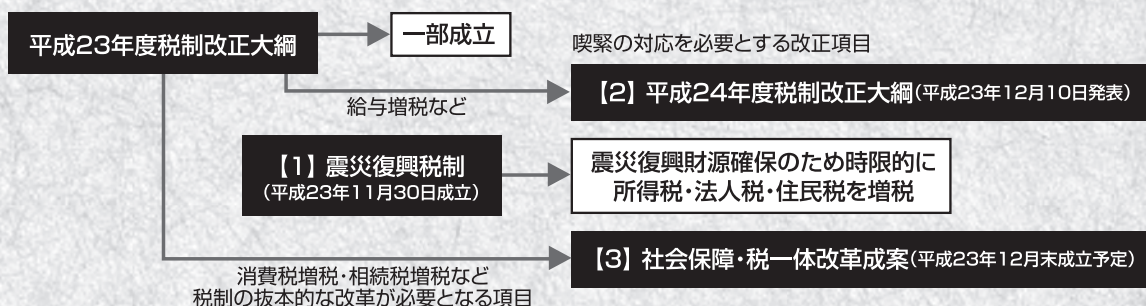 平成23年度税制改正大綱
一部成立
喫緊の対応を必要とする改正項目
給与増税など
【2】平成24年度税制改正大綱(平成23年12月10日発表)
【1】震災復興税制
(平成23年11月30日成立)
震災復興財源確保のため時限的に
所得税・法人税・住民税を増税
【3】社会保障・税一体改革成案(平成23年12月末成立予定)
消費税増税・相続税増税など
税制の抜本的な改革が必要となる項目